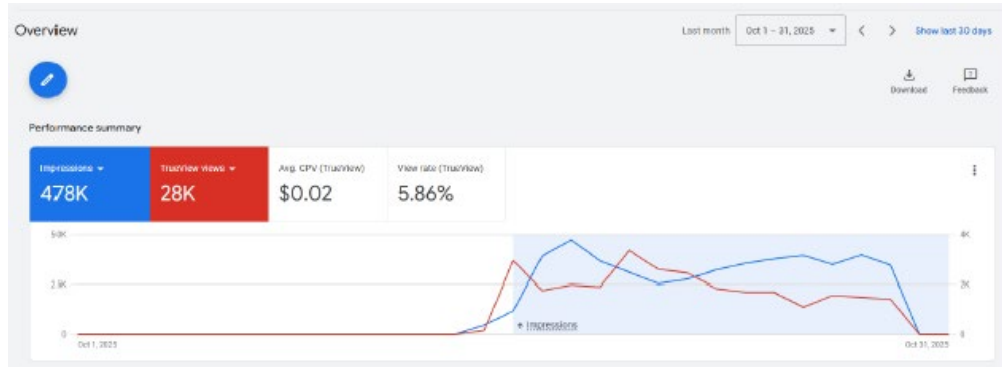 Overview
Last month
Oct 1 – 31, 2025
Show last 30 days
Download
Feedback
Performance summary
Impressions
TrueView views
Avg. CPV (TrueView)
View rate (TrueView)
478K
28K
$0.02
5.86%
50K
4K
2K
0
0
Impressions
Oct 1, 2025
Oct 31, 2025